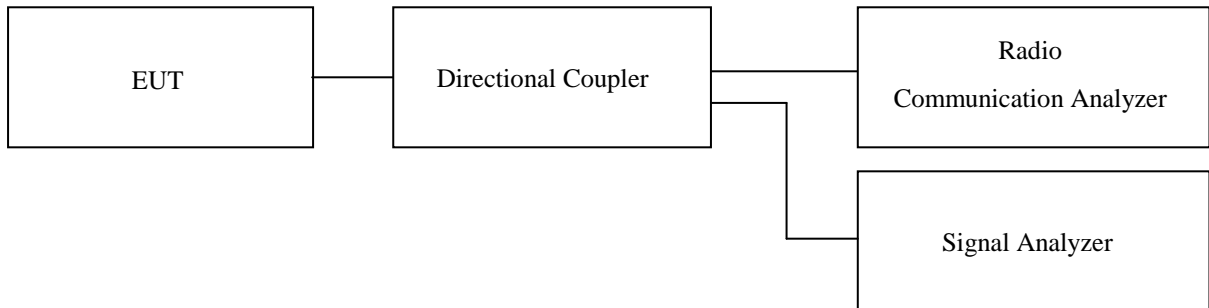 EUT
Directional Coupler
Radio
Communication Analyzer
Signal Analyzer